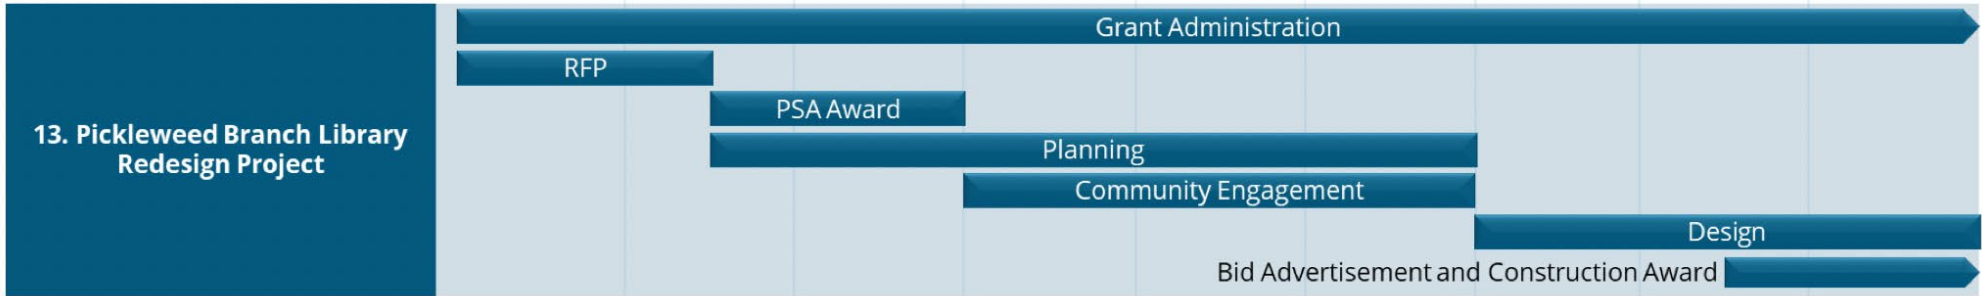 13. Pickleweed Branch Library
Redesign Project
Grant Administration
RFP
PSA Award
Planning
Community Engagement
Design
Bid Advertisement and Construction Award